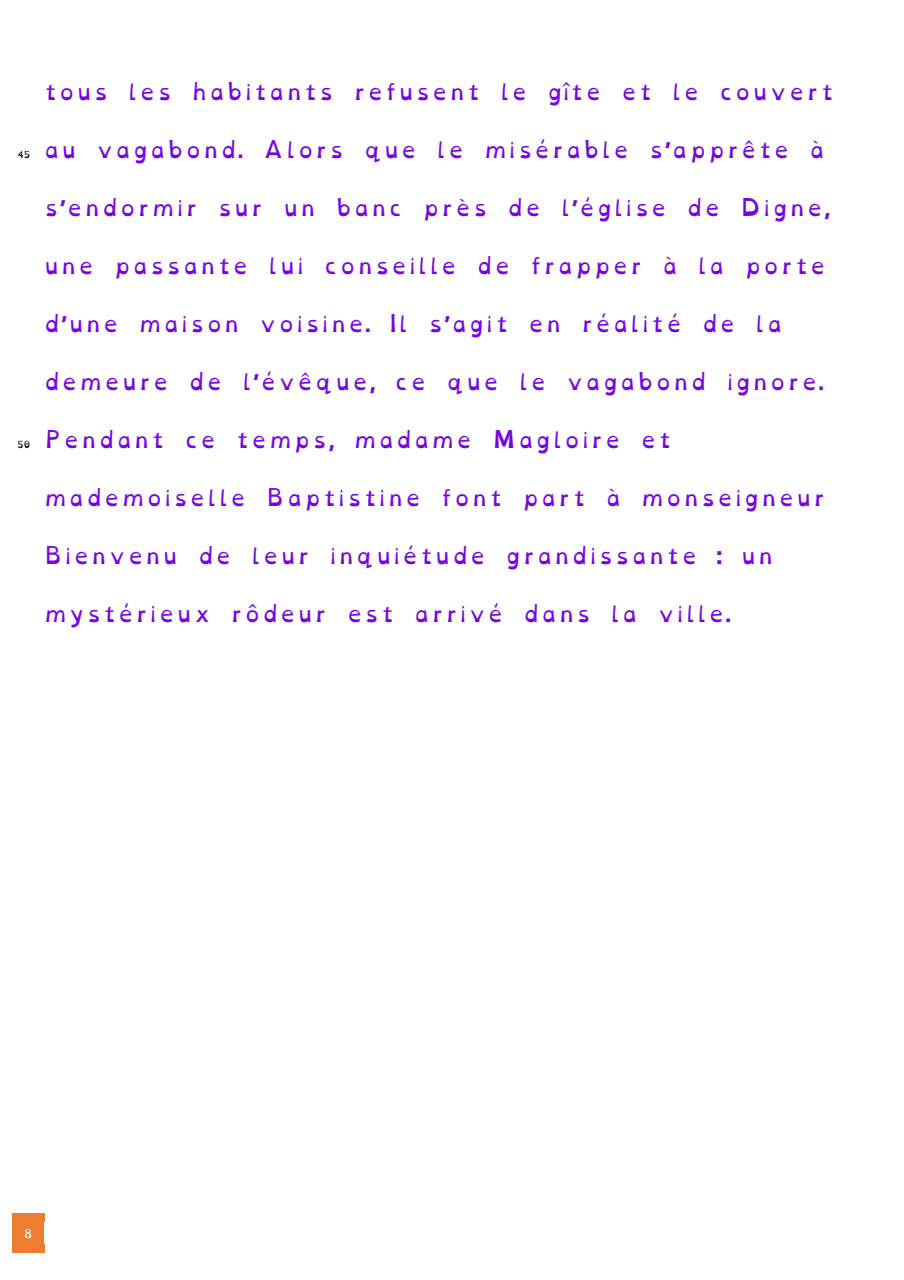 tous les habitants refusent le gîte et le couvert
45 au vagabond. Alors que le misérable s'apprête à
s'endormir sur un banc près de l'église de Digne,
une passante lui conseille de frapper à la porte
d'une maison voisine. Il s'agit en réalité de la
demeure de l'évêque, ce que le vagabond ignore.
50 Pendant ce temps, madame Magloire et
mademoiselle Baptistine font part à monseigneur
Bienvenu de leur inquiétude grandissante : un
mystérieux rôdeur est arrivé dans la ville.
8